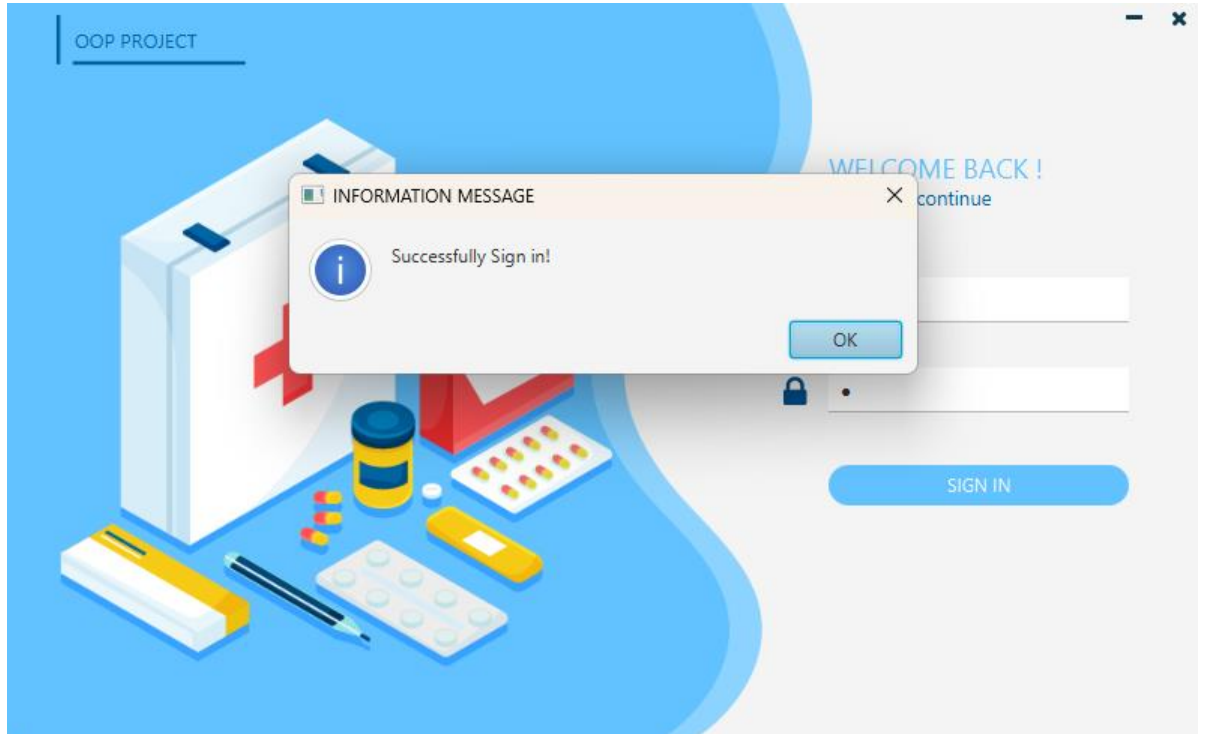 OOP PROJECT
WELCOME BACK !
continue
INFORMATION MESSAGE
Successfully Sign in!
OK
SIGN IN